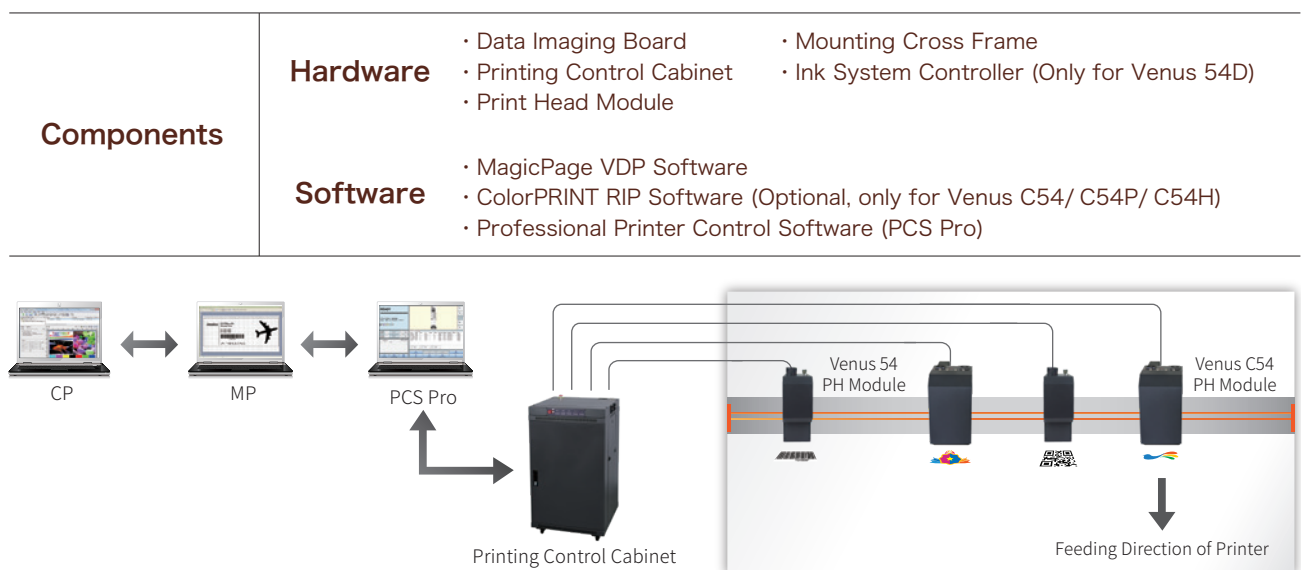 Components
Hardware
· Data Imaging Board
· Printing Control Cabinet
· Print Head Module
· Mounting Cross Frame
· Ink System Controller (Only for Venus 54D)
Software
· MagicPage VDP Software
· ColorPRINT RIP Software (Optional, only for Venus C54/ C54P/ C54H)
· Professional Printer Control Software (PCS Pro)
CP
MP
PCS Pro
Printing Control Cabinet
Venus 54
PH Module
Venus C54
PH Module
Feeding Direction of Printer